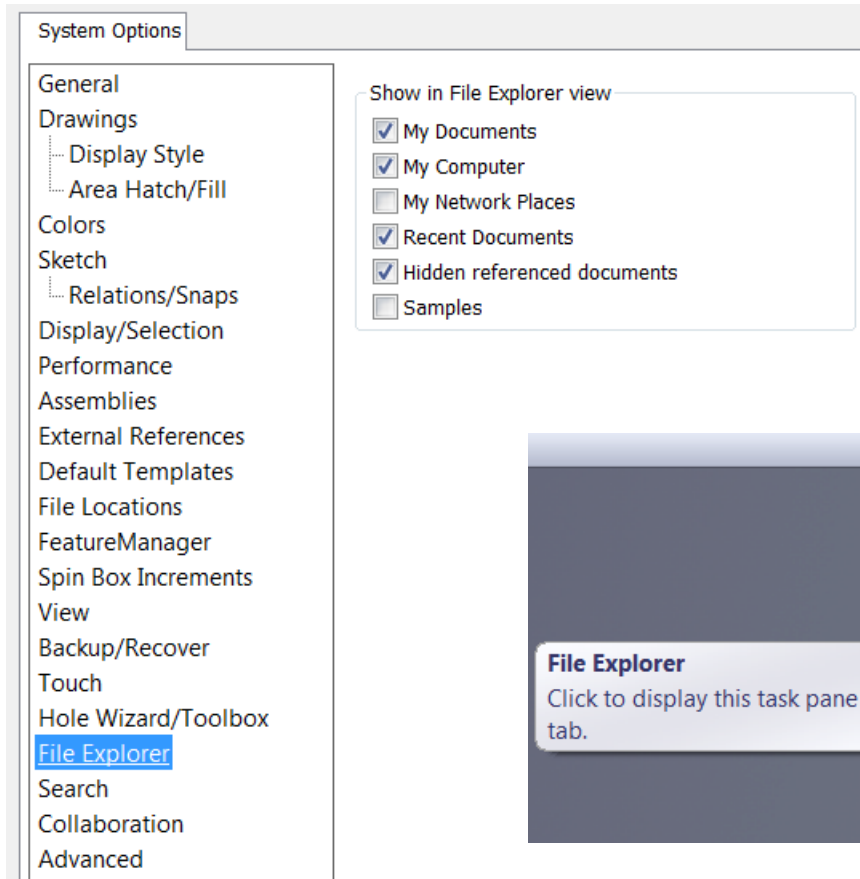 System Options
General
Drawings
Display Style
Area Hatch/Fill
Colors
Sketch
Relations/Snaps
Display/Selection
Performance
Assemblies
External References
Default Templates
File Locations
FeatureManager
Spin Box Increments
View
Backup/Recover
Touch
Hole Wizard/Toolbox
File Explorer
Search
Collaboration
Advanced
Show in File Explorer view
My Documents
My Computer
My Network Places
Recent Documents
Hidden referenced documents
Samples
File Explorer
Click to display this task pane
tab.